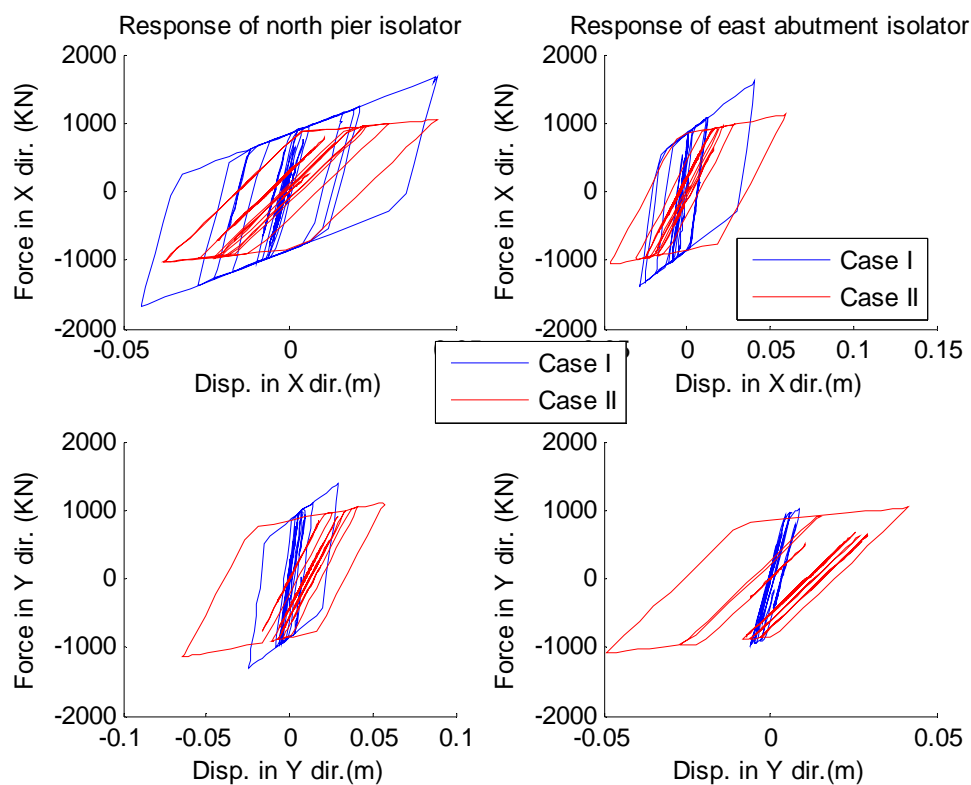 Response of north pier isolator
Response of east abutment isolator
Force in X dir. (KN)
2000
1000
0
-1000
-2000
-0.05
0
Disp. in X dir.(m)
Force in X dir. (KN)
2000
1000
0
-1000
-2000
0
0.05
0.1
0.15
Disp. in X dir.(m)
Case I
Case II
Case I
Case II
Force in Y dir. (KN)
2000
1000
0
-1000
-2000
-0.1
-0.05
0
0.05
0.1
Disp. in Y dir.(m)
Force in Y dir. (KN)
2000
1000
0
-1000
-2000
-0.05
0
0.05
Disp. in Y dir.(m)